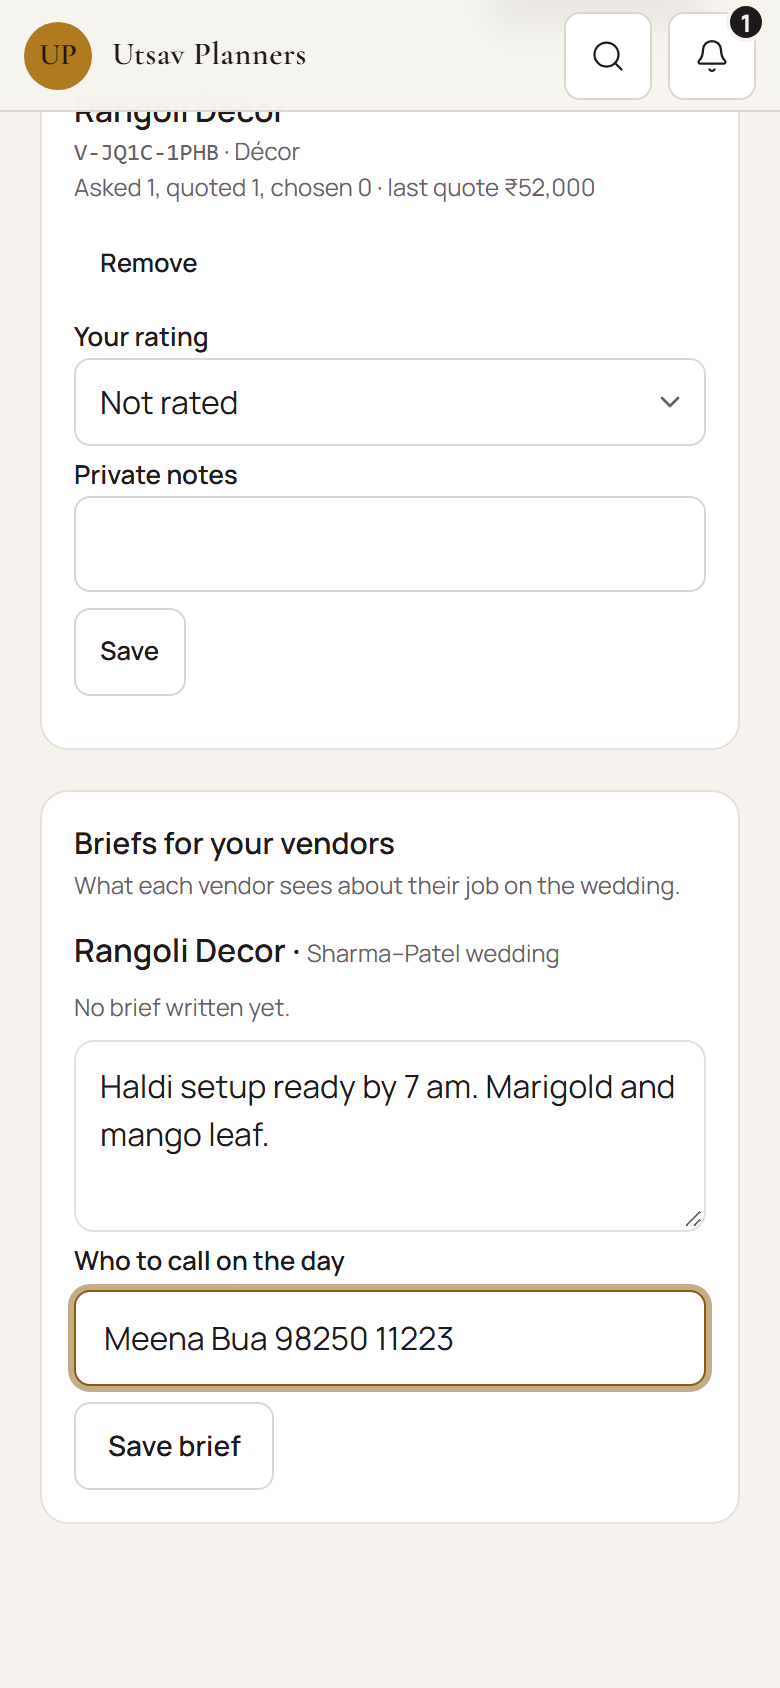 UP Utsav Planners
1
Rangoli Decor
V-JQ1C-1PHB · Décor
Asked 1, quoted 1, chosen 0 · last quote ₹52,000
Remove
Your rating
Not rated
Private notes
Save
Briefs for your vendors
What each vendor sees about their job on the wedding.
Rangoli Decor · Sharma–Patel wedding
No brief written yet.
Haldi setup ready by 7 am. Marigold and
mango leaf.
Who to call on the day
Meena Bua 98250 11223
Save brief